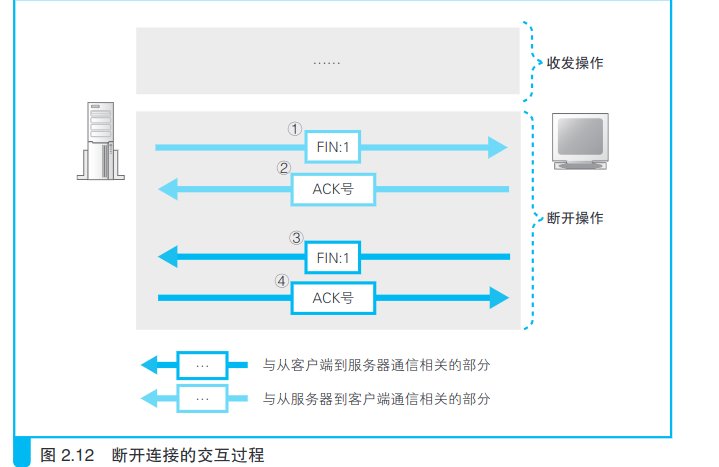 ……
收发操作
①
FIN:1
②
ACK号
断开操作
③
FIN:1
④
ACK号
… 与从客户端到服务器通信相关的部分
… 与从服务器到客户端通信相关的部分
图 2.12 断开连接的交互过程